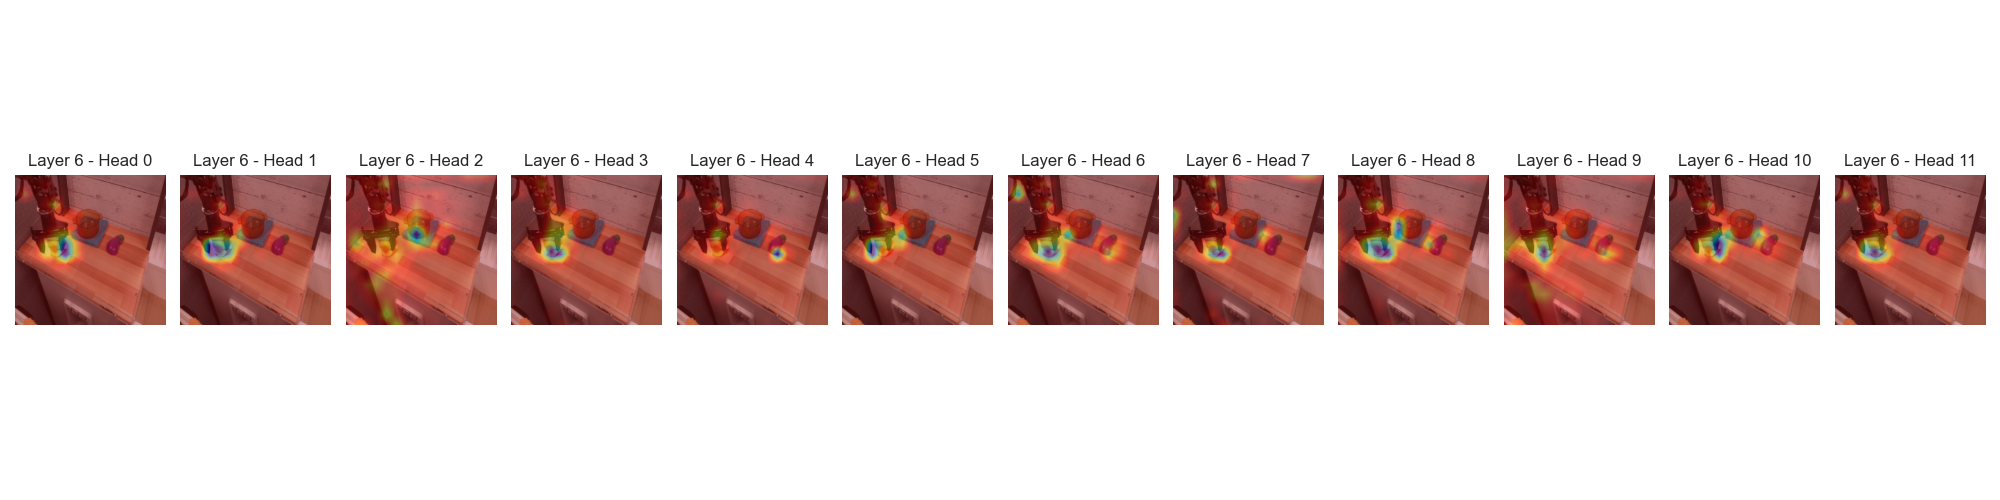 Layer 6 - Head 0
Layer 6 - Head 1
Layer 6 - Head 2
Layer 6 - Head 3
Layer 6 - Head 4
Layer 6 - Head 5
Layer 6 - Head 6
Layer 6 - Head 7
Layer 6 - Head 8
Layer 6 - Head 9
Layer 6 - Head 10
Layer 6 - Head 11